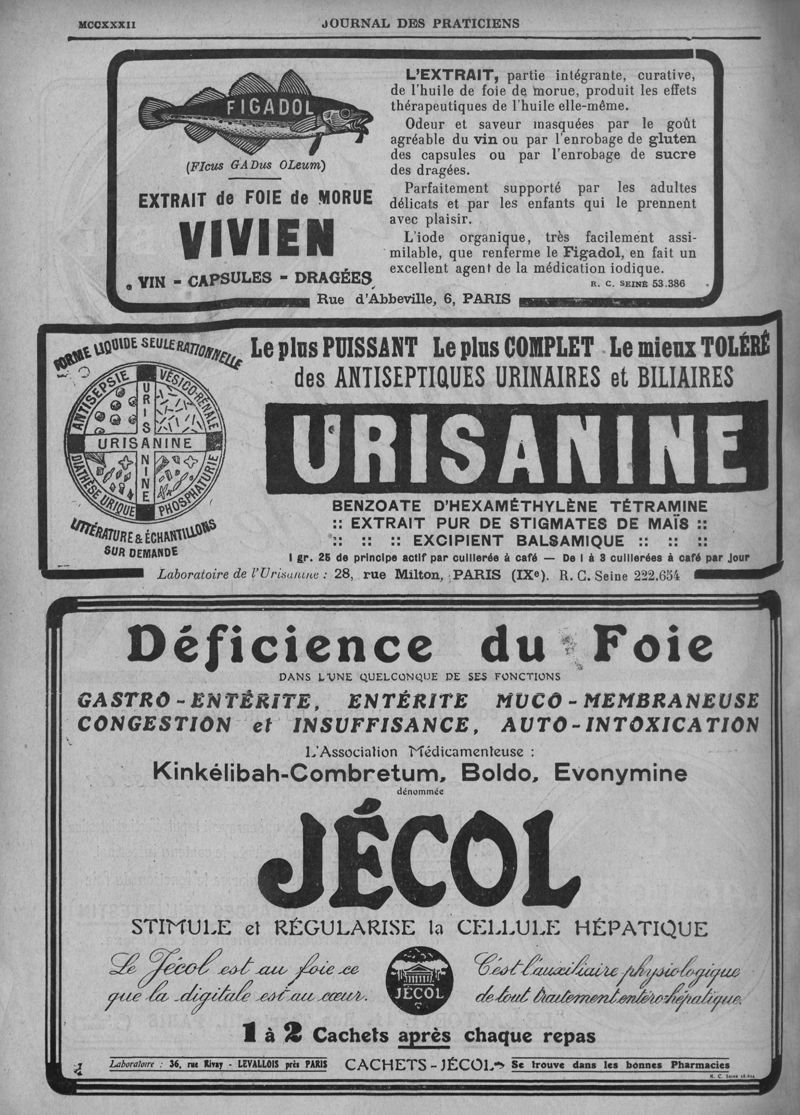 MCCXXXII
JOURNAL DES PRATICIENS
FIGADOL
(FIcus GADus OLeum)
EXTRAIT de FOIE de MORUE
VIVIEN
VIN - CAPSULES - DRAGÉES
L'EXTRAIT, partie intégrante, curative,
de l'huile de foie de morue, produit les effets
thérapeutiques de l'huile elle-même.
Odeur et saveur masquées par le goût
agréable du vin ou par l'enrobage de gluten
des capsules ou par l'enrobage de sucre
des dragées.
Parfaitement supporté par les adultes
délicats et par les enfants qui le prennent
avec plaisir.
L'iode organique, très facilement assi-
milable, que renferme le Figadol, en fait un
excellent agent de la médication iodique.
R. C. SEINE 53.386
Rue d'Abbeville, 6, PARIS
FORME LIQUIDE SEULE RATIONNELLE
ANTISEPSIE VÉSICO-RÉNALE
URISANINE
URISANINE
DIATHÈSE URIQUE PHOSPHATURIE
LITTÉRATURE & ÉCHANTILLONS
SUR DEMANDE
Le plus PUISSANT Le plus COMPLET Le mieux TOLÉRÉ
des ANTISEPTIQUES URINAIRES et BILIAIRES
URISANINE
BENZOATE D'HEXAMÉTHYLÈNE TÉTRAMINE
:: EXTRAIT PUR DE STIGMATES DE MAÏS ::
:: :: :: EXCIPIENT BALSAMIQUE :: :: ::
1 gr. 25 de principe actif par cuillerée à café — De 1 à 3 cuillerées à café par jour
Laboratoire de l'Urisanine : 28, rue Milton, PARIS (IXe). R. C. Seine 222.654
Déficience du Foie
DANS L'UNE QUELCONQUE DE SES FONCTIONS
GASTRO-ENTÉRITE, ENTÉRITE MUCO-MEMBRANEUSE
CONGESTION et INSUFFISANCE, AUTO-INTOXICATION
L'Association Médicamenteuse :
Kinkélibah-Combretum, Boldo, Evonymine
dénommée
JÉCOL
STIMULE et RÉGULARISE la CELLULE HÉPATIQUE
Le Jécol est au foie ce
que la digitale est au cœur.
JÉCOL
C'est l'auxiliaire physiologique
de tout traitement entéro-hépatique.
1 à 2 Cachets après chaque repas
Laboratoire : 36, rue Rivay - LEVALLOIS près PARIS CACHETS-JÉCOL Se trouve dans les bonnes Pharmacies
R. C. Seine